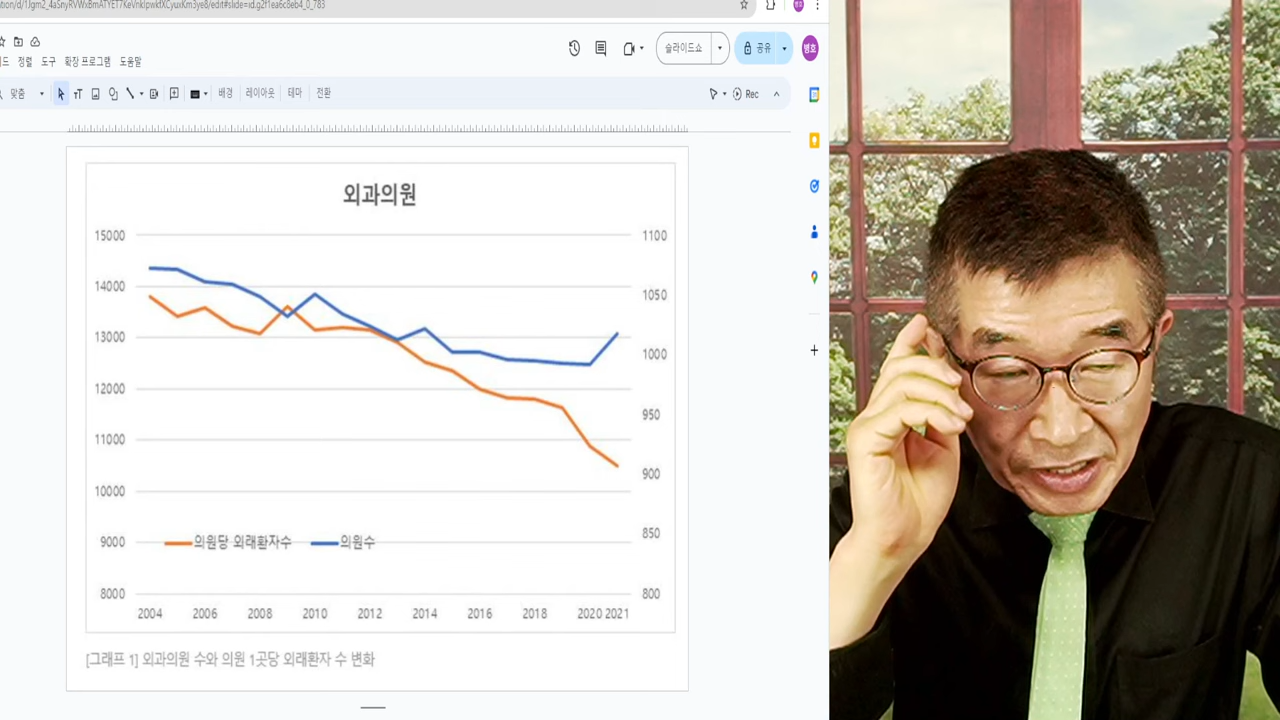 정렬 도구 확장 프로그램 도움말
슬라이드쇼
공유
병호
맞춤
배경 레이아웃 테마 전환
Rec
외과의원
15000 1100
14000 1050
13000 1000
12000 950
11000 900
10000 850
9000 800
8000
의원당 외래환자수 의원수
2004 2006 2008 2010 2012 2014 2016 2018 2020 2021
[그래프 1] 외과의원 수와 의원 1곳당 외래환자 수 변화